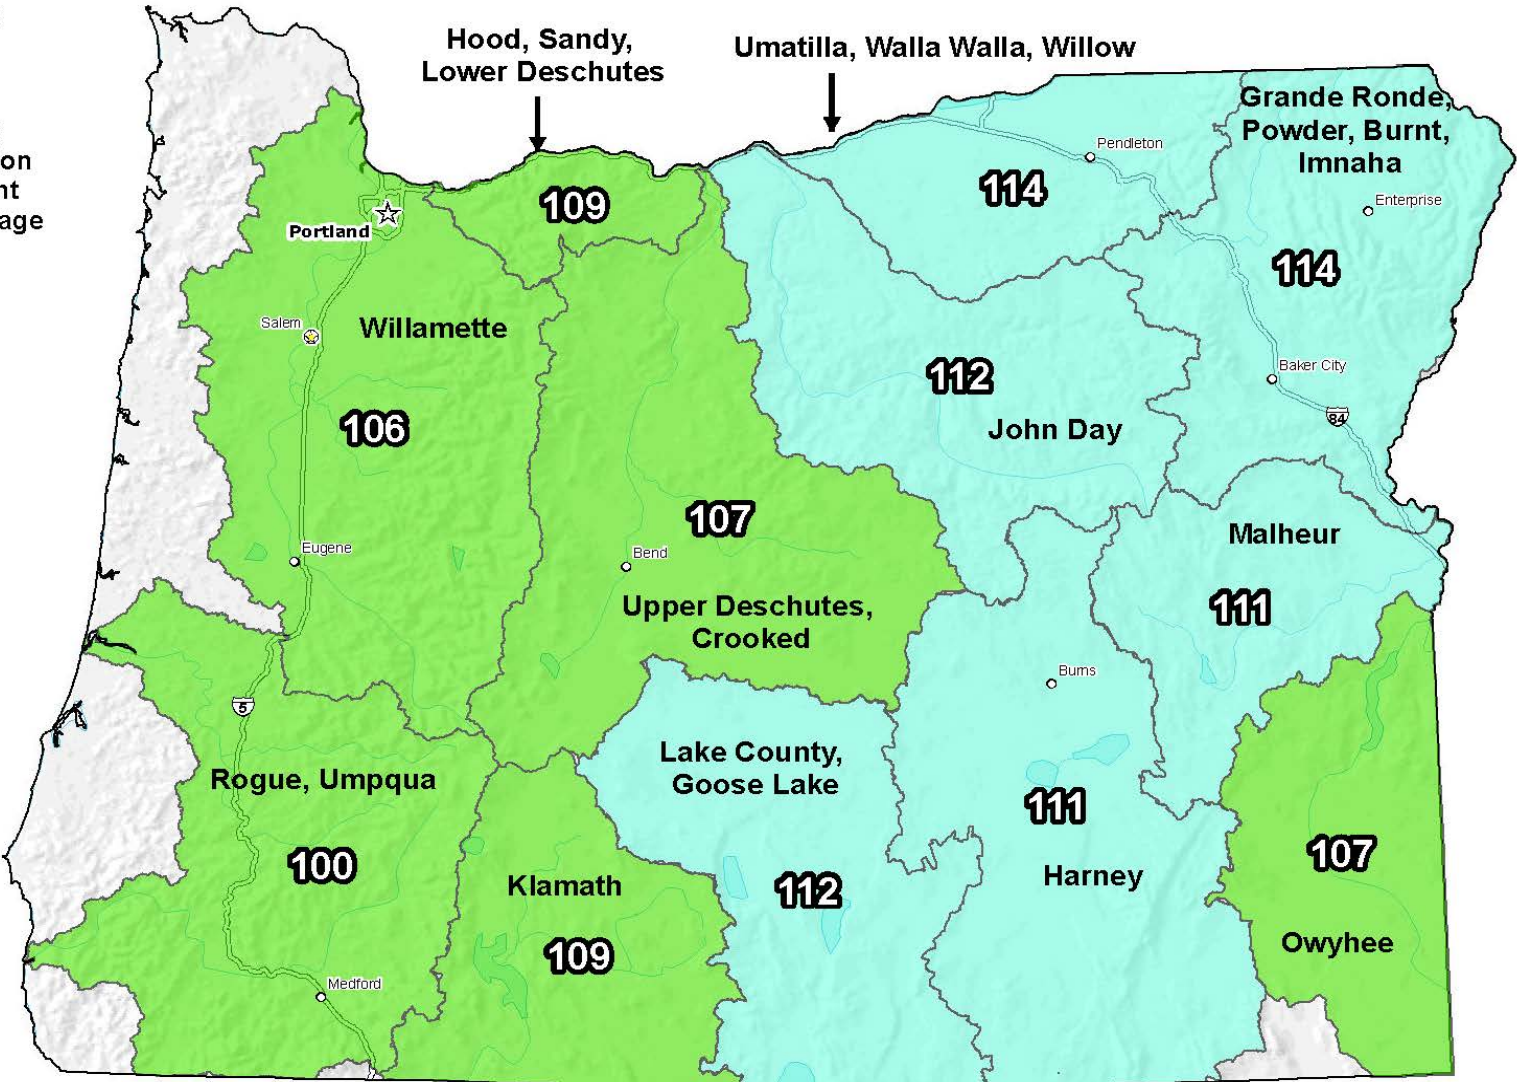 Hood, Sandy,
Lower Deschutes
Umatilla, Walla Walla, Willow
Grande Ronde,
Powder, Burnt,
Imnaha
on
nt
age
Pendleton
114
Enterprise
109
Portland
114
Salem
Willamette
Baker City
112
84
106
John Day
107
Malheur
Eugene
Bend
Upper Deschutes,
Crooked
111
Burns
5
Lake County,
Goose Lake
Rogue, Umpqua
111
107
100
Klamath
112
Harney
109
Owyhee
Medford